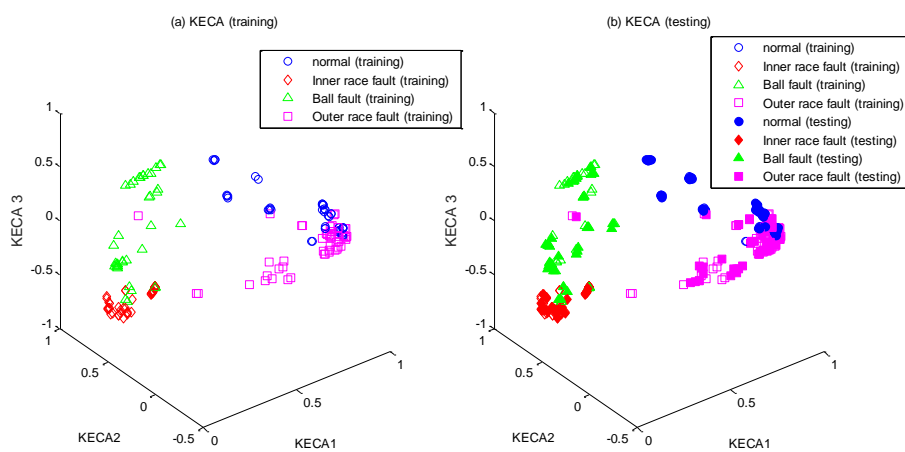 (a) KECA (training)
normal (training)
Inner race fault (training)
Ball fault (training)
Outer race fault (training)
1
0.5
0
-0.5
-1
KECA 3
1
0.5
0
-0.5
KECA2
0
0.5
1
KECA1
(b) KECA (testing)
normal (training)
Inner race fault (training)
Ball fault (training)
Outer race fault (training)
normal (testing)
Inner race fault (testing)
Ball fault (testing)
Outer race fault (testing)
1
0.5
0
-0.5
-1
KECA 3
1
0.5
0
-0.5
KECA2
0
0.5
1
KECA1